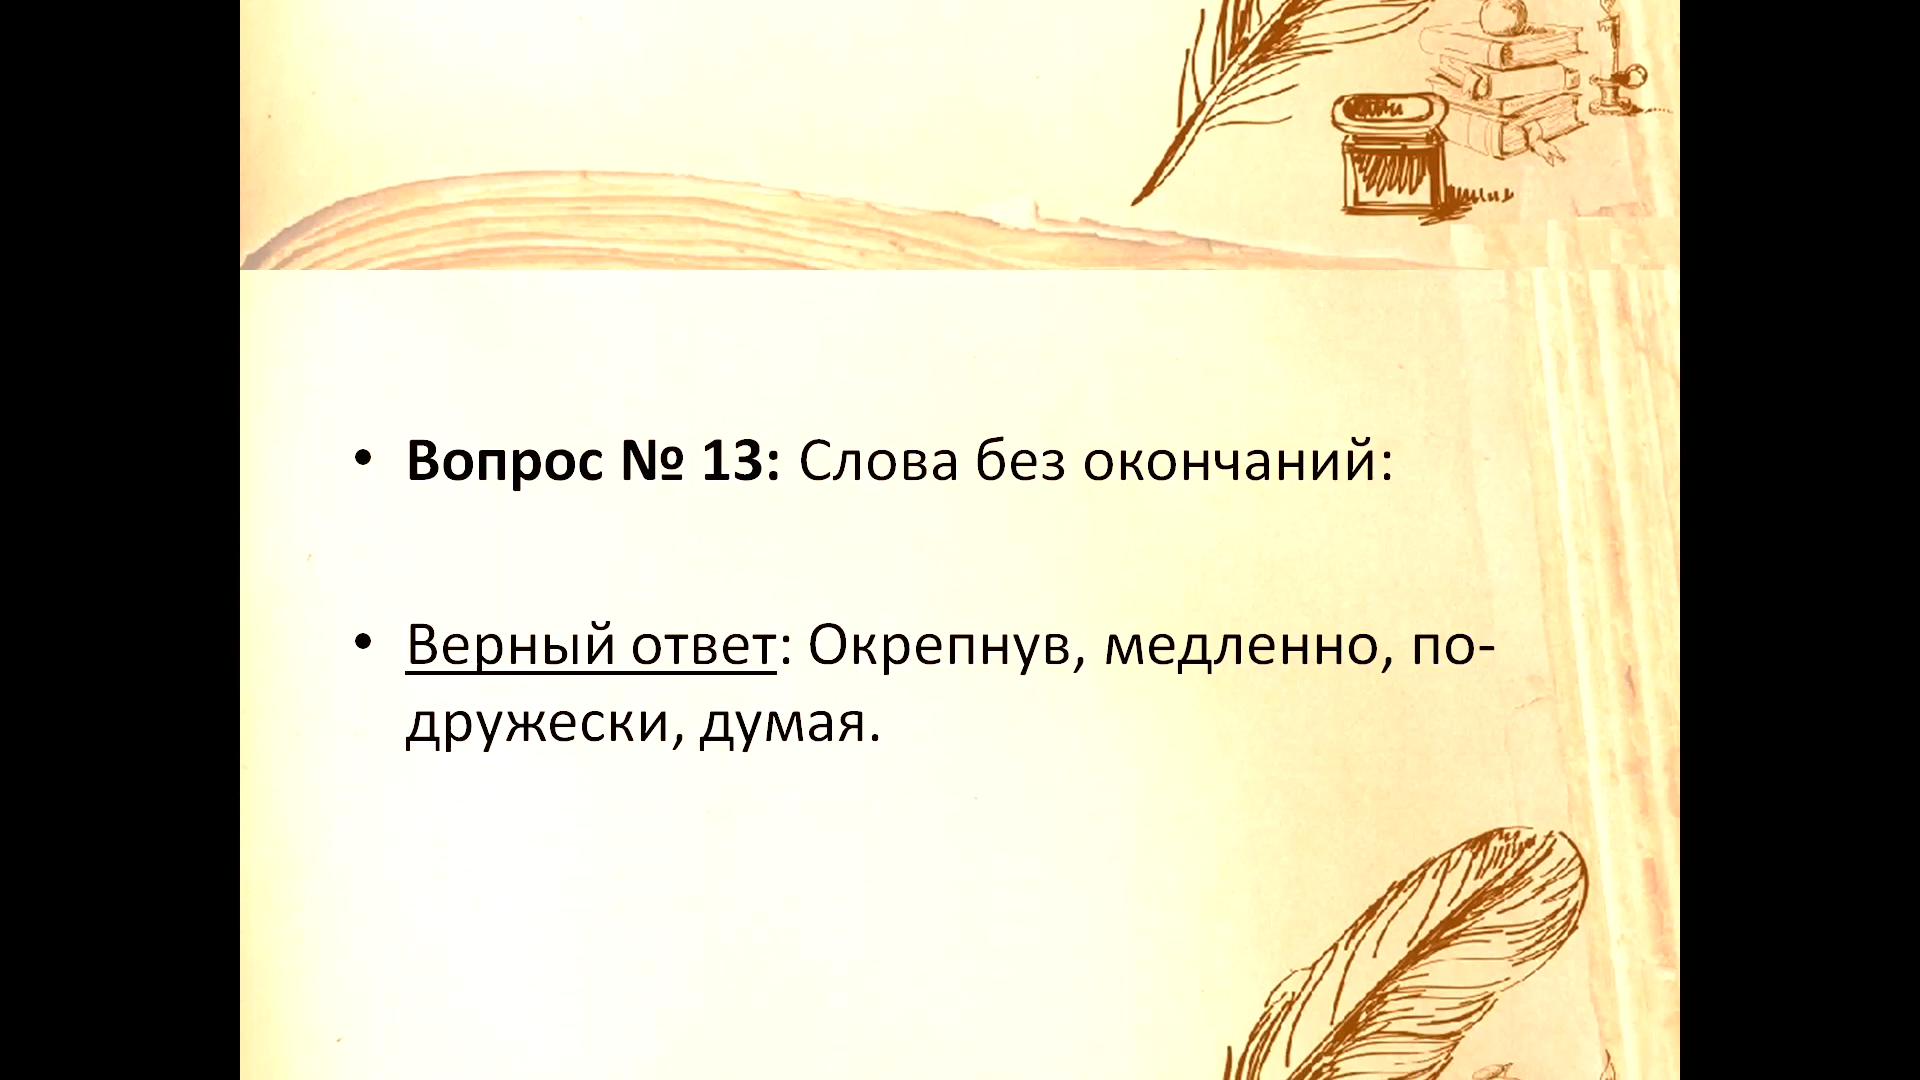 • Вопрос № 13: Слова без окончаний:
• Верный ответ: Окрепнув, медленно, по-
дружески, думая.